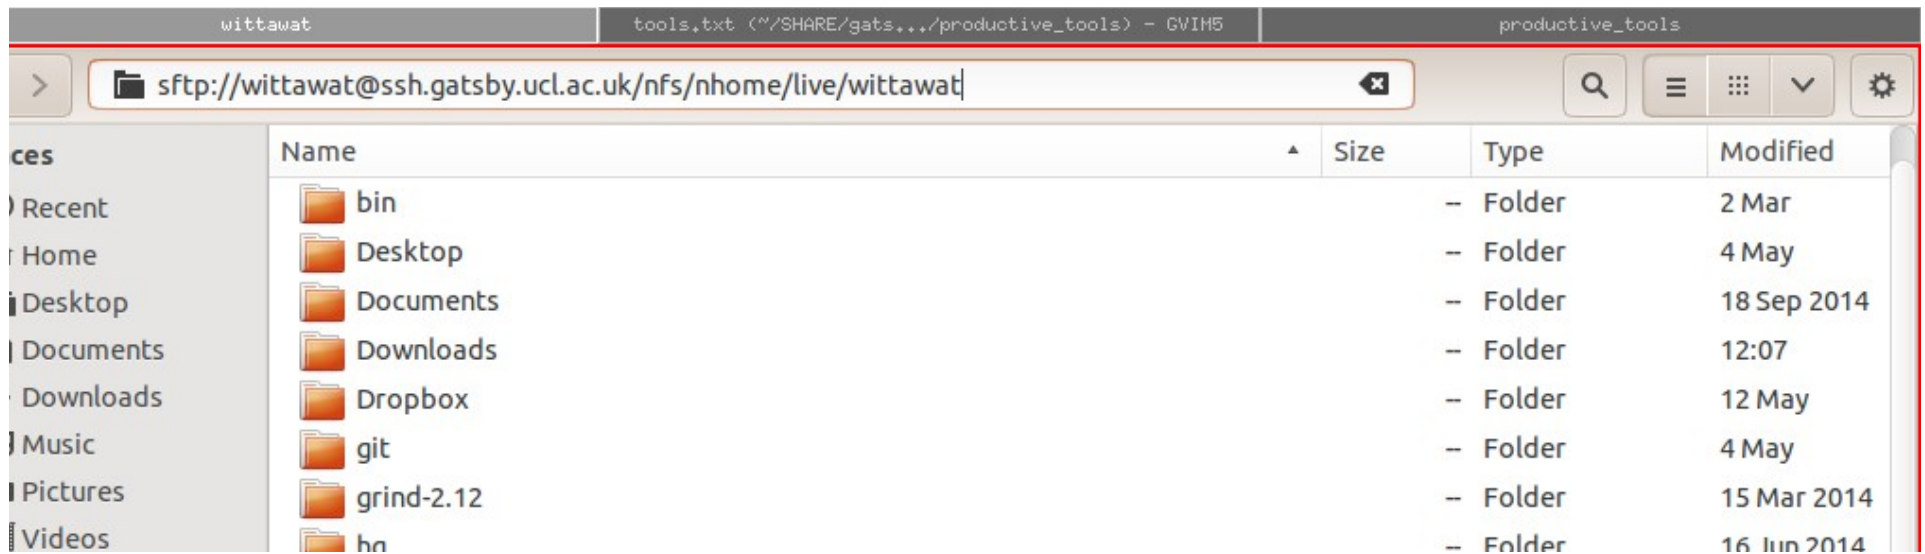 wittawat tools.txt (~/SHARE/gats.../productive_tools) - GVIM5 productive_tools
sftp://wittawat@ssh.gatsby.ucl.ac.uk/nfs/nhome/live/wittawat
ces
Recent
Home
Desktop
Documents
Downloads
Music
Pictures
Videos
Name Size Type Modified
bin -- Folder 2 Mar
Desktop -- Folder 4 May
Documents -- Folder 18 Sep 2014
Downloads -- Folder 12:07
Dropbox -- Folder 12 May
git -- Folder 4 May
grind-2.12 -- Folder 15 Mar 2014
-- Folder 16 Jun 2014